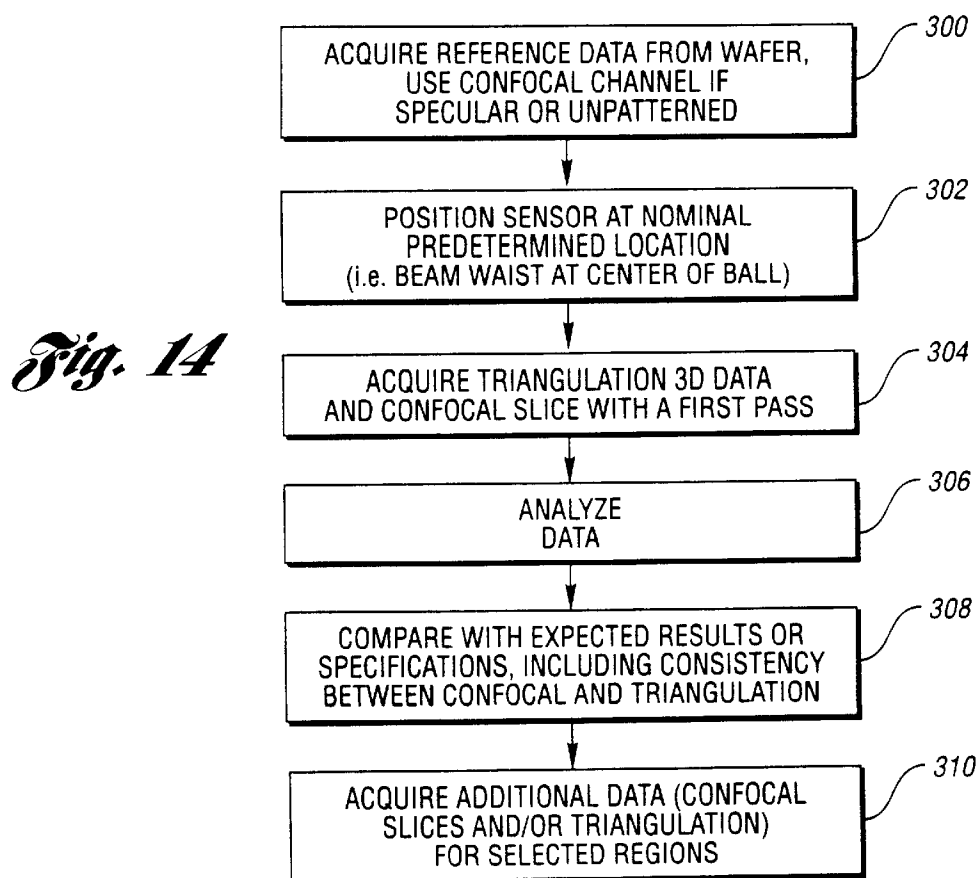 300
ACQUIRE REFERENCE DATA FROM WAFER,
USE CONFOCAL CHANNEL IF
SPECULAR OR UNPATTERNED
302
POSITION SENSOR AT NOMINAL
PREDETERMINED LOCATION
(i.e. BEAM WAIST AT CENTER OF BALL)
Fig. 14
304
ACQUIRE TRIANGULATION 3D DATA
AND CONFOCAL SLICE WITH A FIRST PASS
306
ANALYZE
DATA
308
COMPARE WITH EXPECTED RESULTS OR
SPECIFICATIONS, INCLUDING CONSISTENCY
BETWEEN CONFOCAL AND TRIANGULATION
310
ACQUIRE ADDITIONAL DATA (CONFOCAL
SLICES AND/OR TRIANGULATION)
FOR SELECTED REGIONS